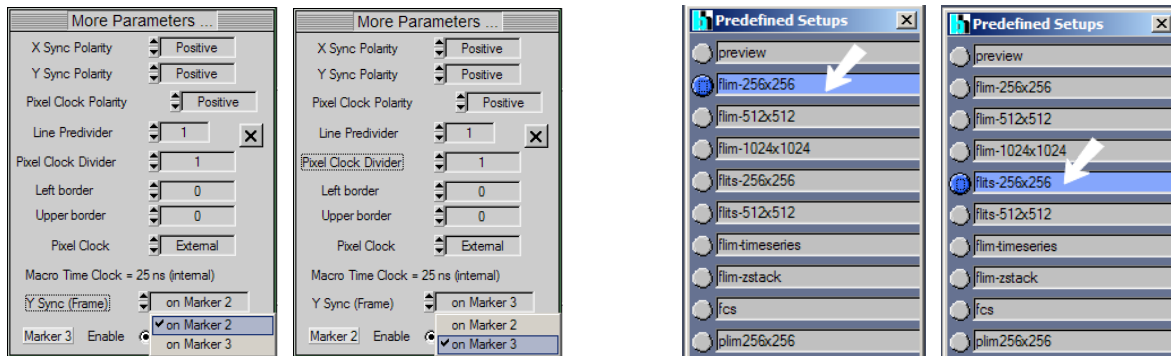 More Parameters ...
X Sync Polarity Positive
Y Sync Polarity Positive
Pixel Clock Polarity Positive
Line Predivider 1
Pixel Clock Divider 1
Left border 0
Upper border 0
Pixel Clock External
Macro Time Clock = 25 ns (internal)
Y Sync (Frame) on Marker 2
on Marker 2
Marker 3 Enable
on Marker 3
More Parameters ...
X Sync Polarity Positive
Y Sync Polarity Positive
Pixel Clock Polarity Positive
Line Predivider 1
Pixel Clock Divider 1
Left border 0
Upper border 0
Pixel Clock External
Macro Time Clock = 25 ns (internal)
Y Sync (Frame) on Marker 3
on Marker 2
Marker 2 Enable
on Marker 3
Predefined Setups
preview
flim-256x256
flim-512x512
flim-1024x1024
flits-256x256
flits-512x512
flim-timeseries
flim-zstack
fcs
plim256x256
Predefined Setups
preview
flim-256x256
flim-512x512
flim-1024x1024
flits-256x256
flits-512x512
flim-timeseries
flim-zstack
fcs
plim256x256